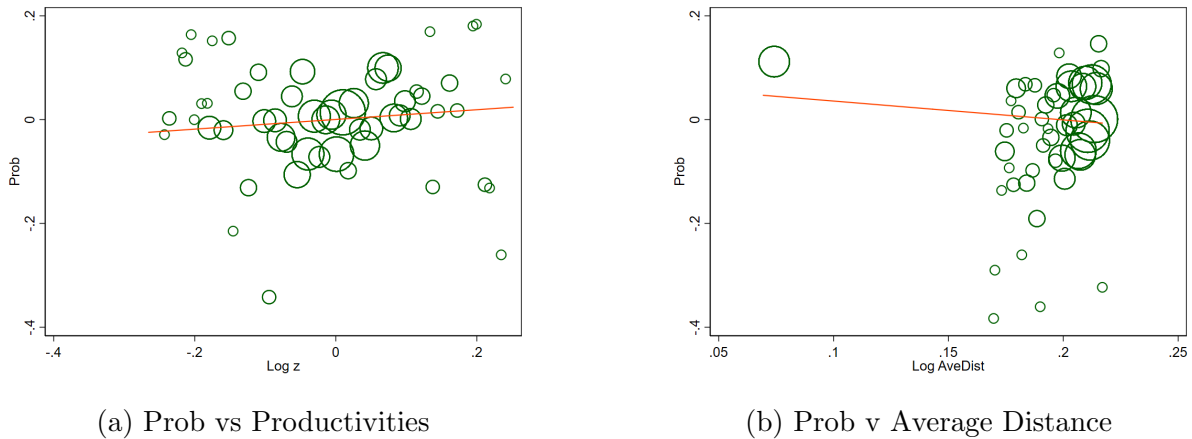 .2
0
-.2
-.4
Prob
-.4
-.2
0
.2
Log z
(a) Prob vs Productivities
.2
0
-.2
-.4
Prob
.05
.1
.15
.2
.25
Log AveDist
(b) Prob v Average Distance